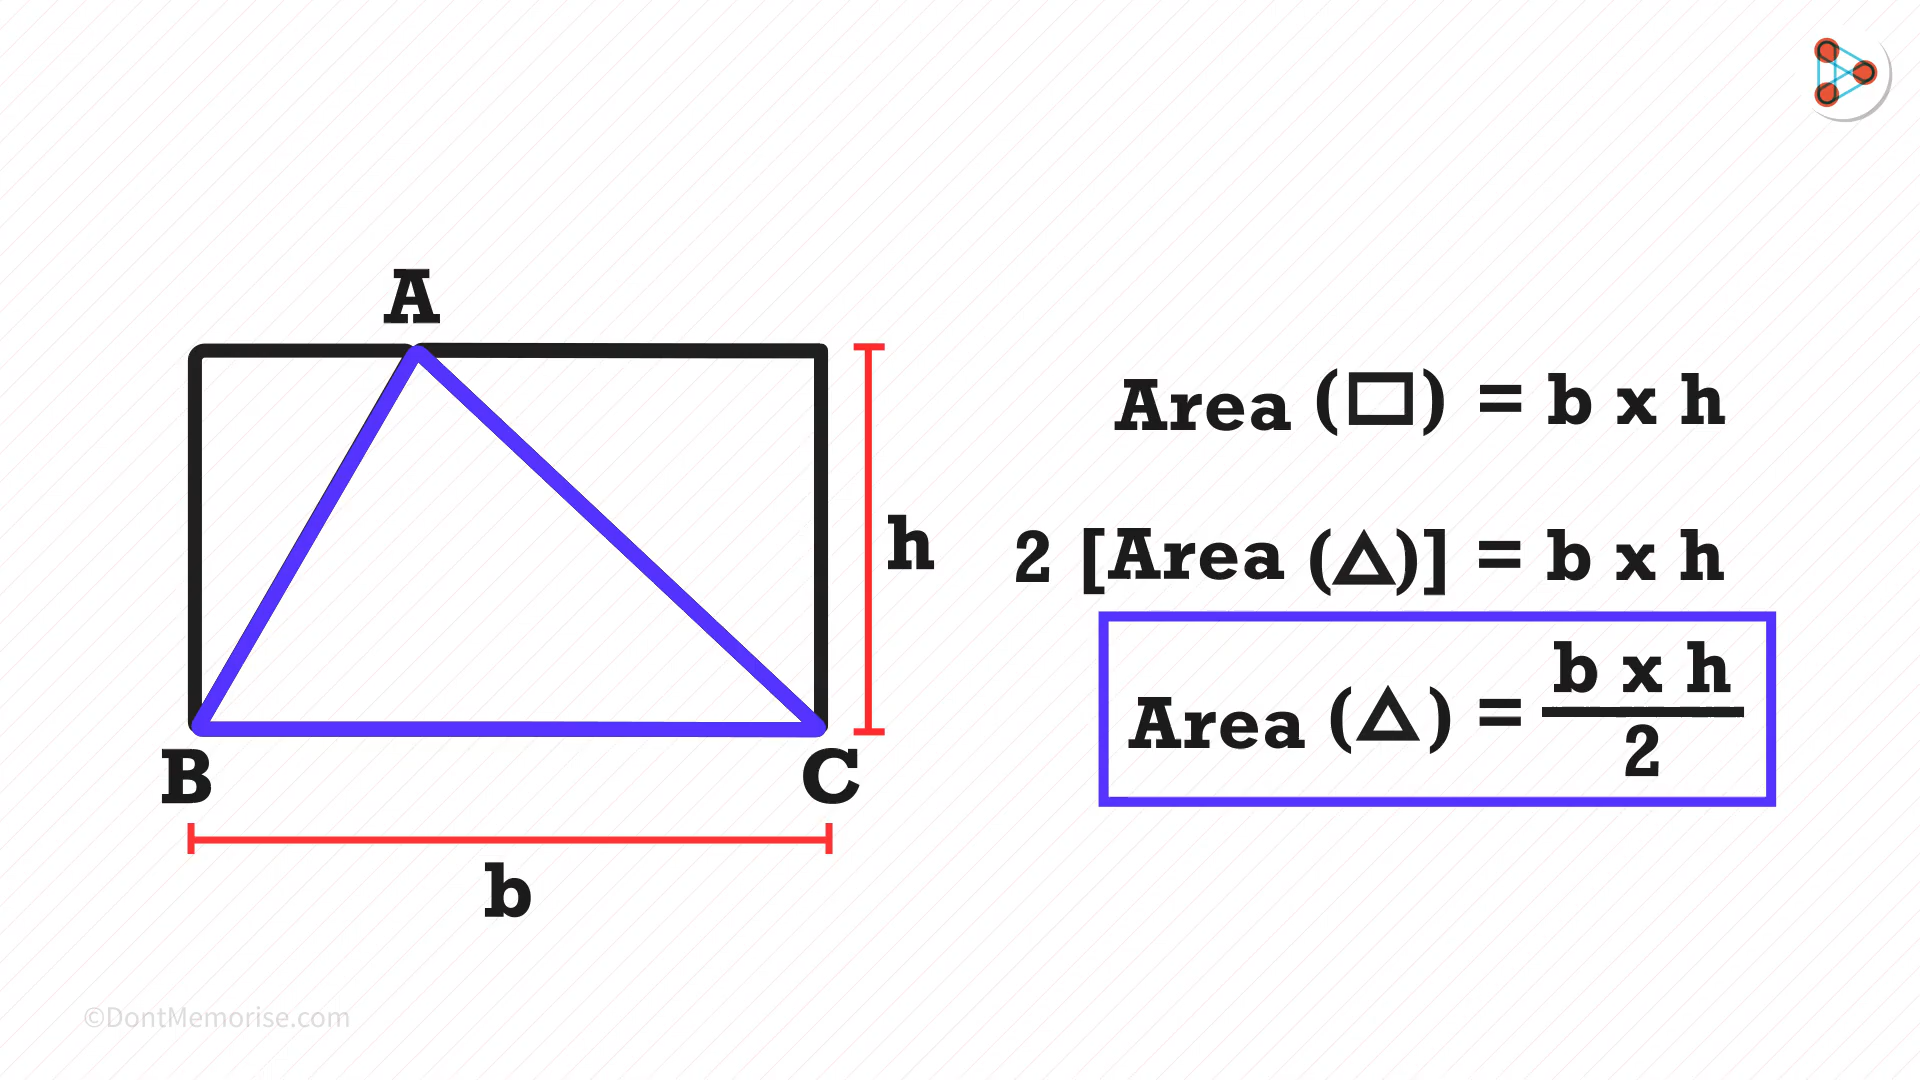 A
h
B
C
b
Area (□) = b x h
2 [Area (△)] = b x h
Area (△) = b x h
2
©DontMemorise.com